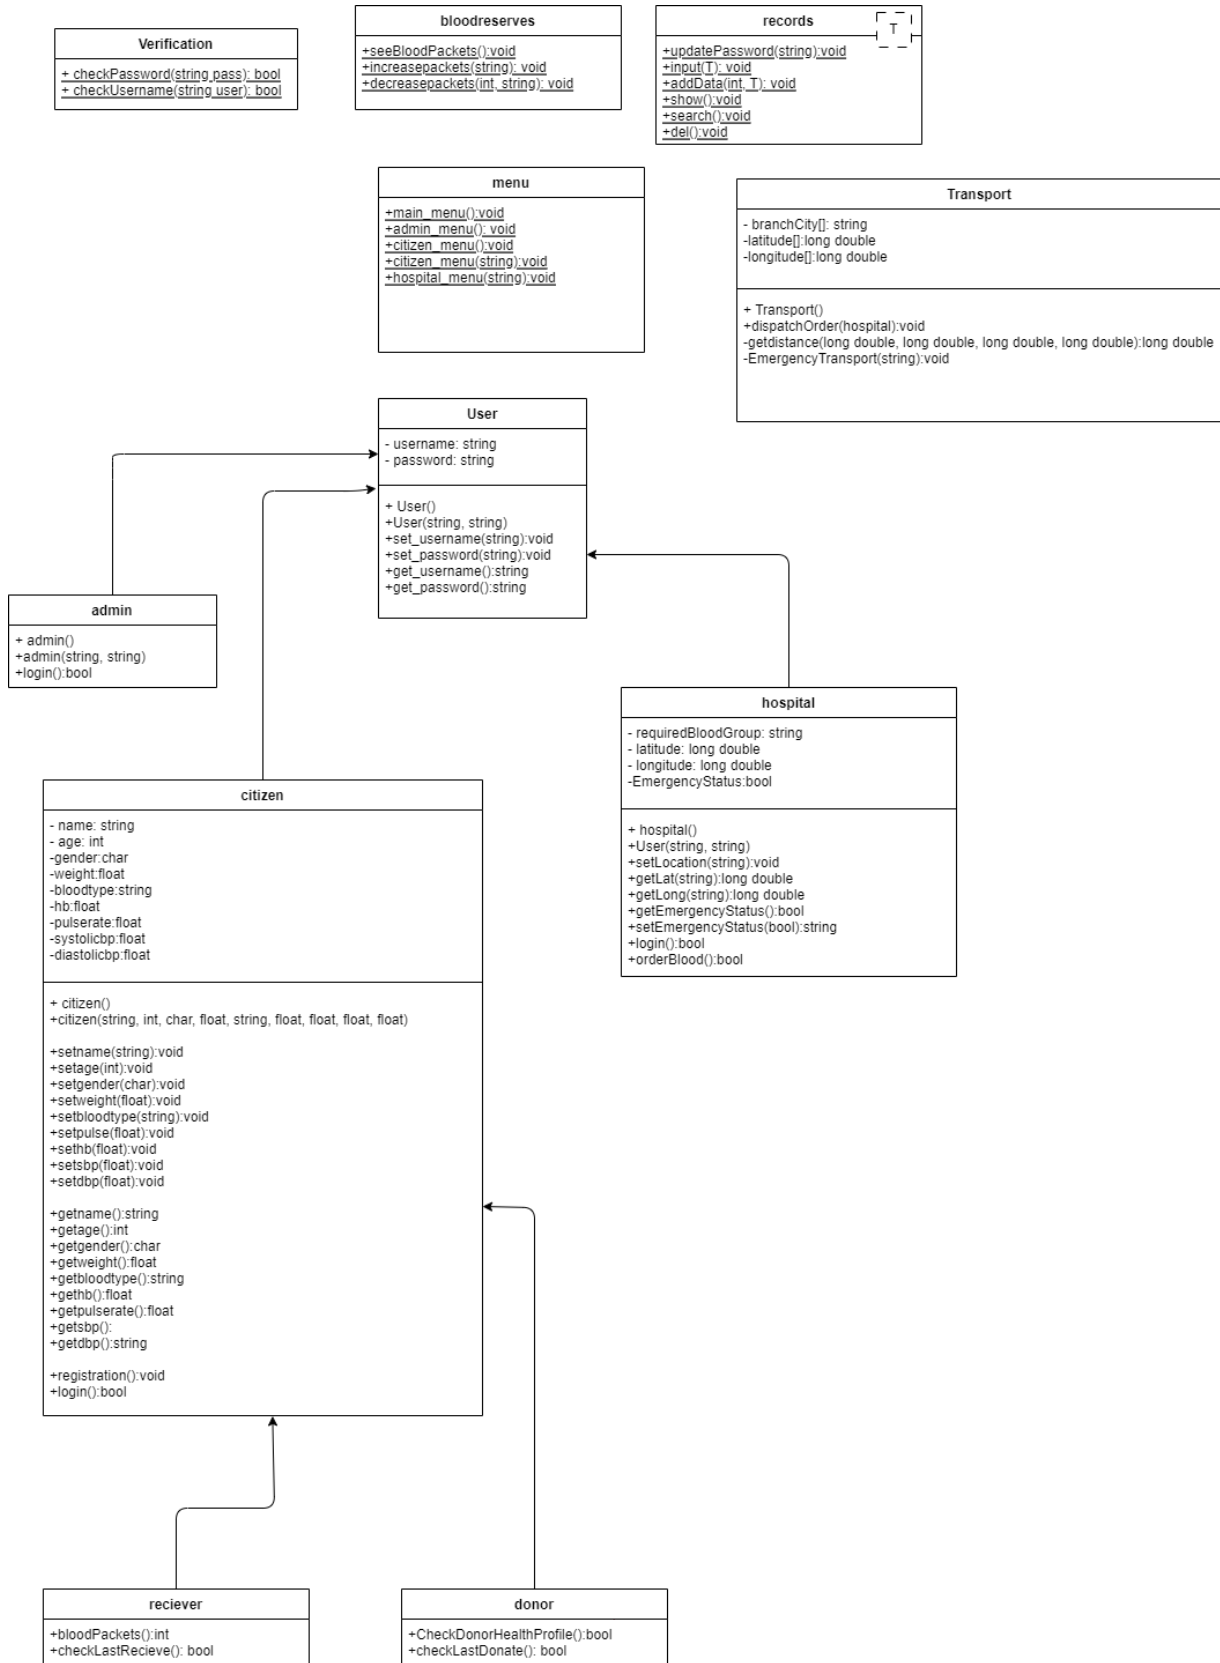 Verification
+ checkPassword(string pass): bool
+ checkUsername(string user): bool
bloodreserves
+seeBloodPackets():void
+increasepackets(string): void
+decreasepackets(int, string): void
records
T
+updatePassword(string):void
+input(T): void
+addData(int, T): void
+show():void
+search():void
+del():void
menu
+main_menu():void
+admin_menu(): void
+citizen_menu():void
+citizen_menu(string):void
+hospital_menu(string):void
Transport
- branchCity[]: string
-latitude[]:long double
-longitude[]:long double
+ Transport()
+dispatchOrder(hospital):void
-getdistance(long double, long double, long double, long double):long double
-EmergencyTransport(string):void
User
- username: string
- password: string
+ User()
+User(string, string)
+set_username(string):void
+set_password(string):void
+get_username():string
+get_password():string
admin
+ admin()
+admin(string, string)
+login():bool
hospital
- requiredBloodGroup: string
- latitude: long double
- longitude: long double
-EmergencyStatus:bool
+ hospital()
+User(string, string)
+setLocation(string):void
+getLat(string):long double
+getLong(string):long double
+getEmergencyStatus():bool
+setEmergencyStatus(bool):string
+login():bool
+orderBlood():bool
citizen
- name: string
- age: int
-gender:char
-weight:float
-bloodtype:string
-hb:float
-pulserate:float
-systolicbp:float
-diastolicbp:float
+ citizen()
+citizen(string, int, char, float, string, float, float, float, float)
+setname(string):void
+setage(int):void
+setgender(char):void
+setweight(float):void
+setbloodtype(string):void
+setpulse(float):void
+sethb(float):void
+setsbp(float):void
+setdbp(float):void
+getname():string
+getage():int
+getgender():char
+getweight():float
+getbloodtype():string
+gethb():float
+getpulserate():float
+getsbp():
+getdbp():string
+registration():void
+login():bool
reciever
+bloodPackets():int
+checkLastRecieve(): bool
donor
+CheckDonorHealthProfile():bool
+checkLastDonate(): bool